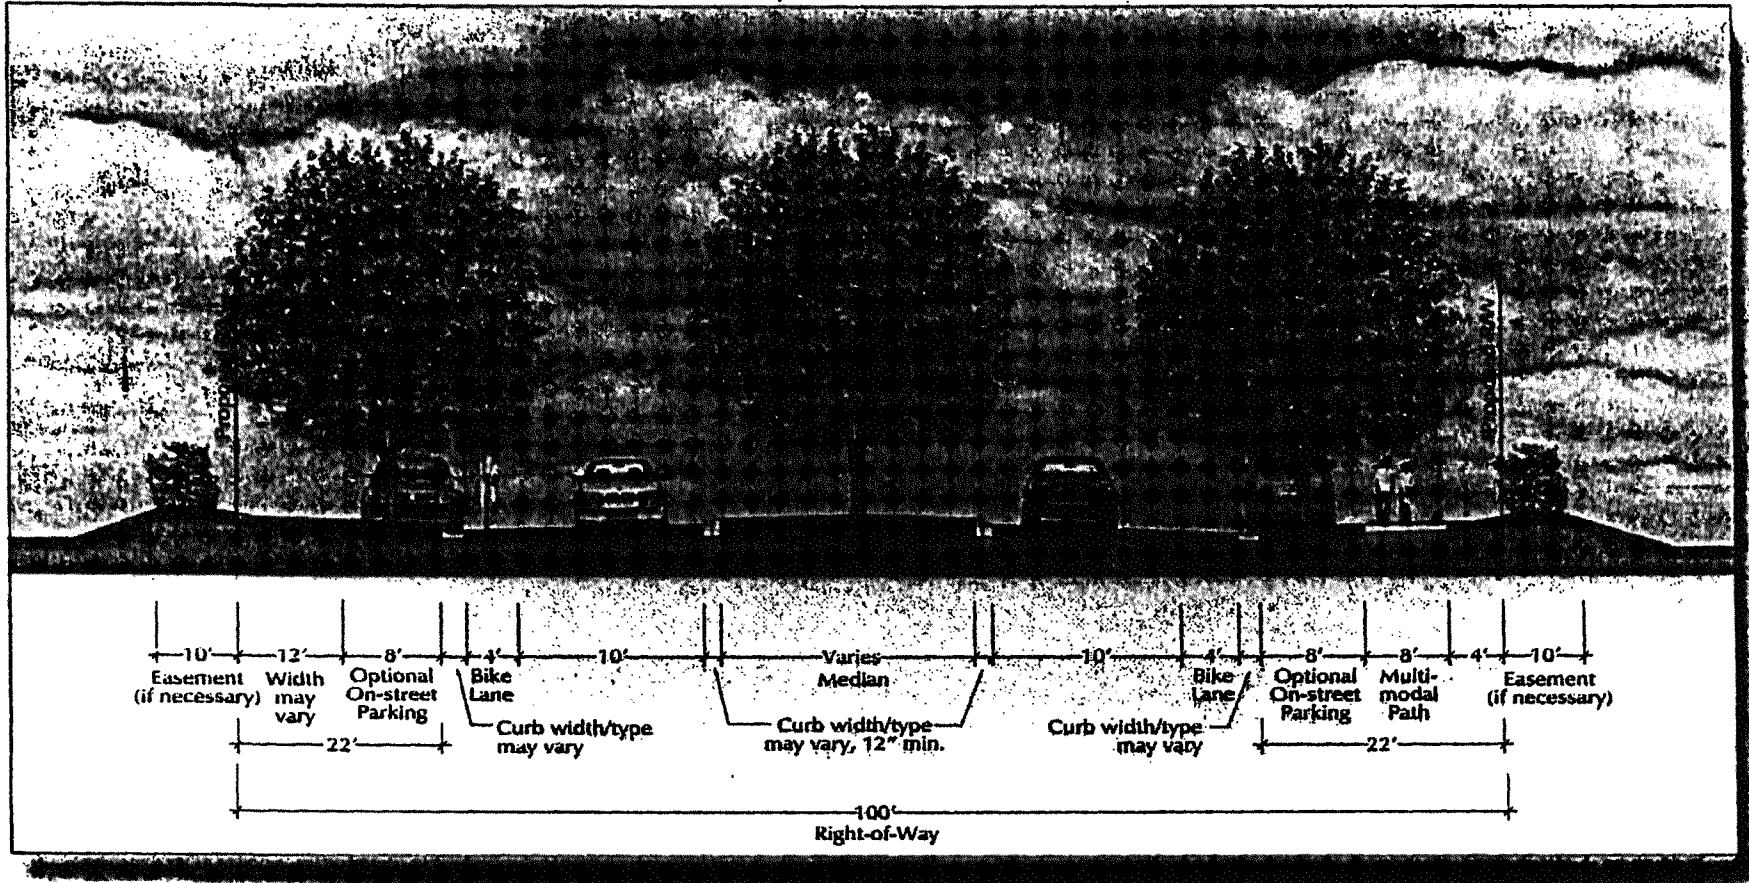 10' 12' 8' 4' 10' Varies 10' 4' 8' 8' 4' 10'
Easement
(if necessary)
Width
may
vary
Optional
On-street
Parking
Bike
Lane
Median
Bike
Lane
Optional
On-street
Parking
Multi-
modal
Path
Easement
(if necessary)
Curb width/type
may vary
Curb width/type
may vary, 12" min.
Curb width/type
may vary
22' 22'
100'
Right-of-Way